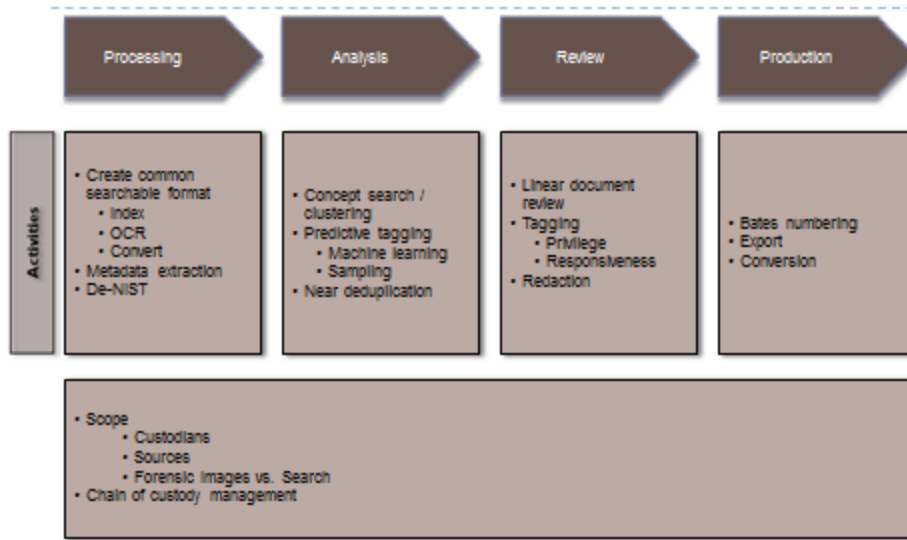 Processing
Analysis
Review
Production
Activities
• Create common
searchable format
• Index
• OCR
• Convert
• Metadata extraction
• De-NIST
• Concept search /
clustering
• Predictive tagging
• Machine learning
• Sampling
• Near deduplication
• Linear document
review
• Tagging
• Privilege
• Responsiveness
• Redaction
• Bates numbering
• Export
• Conversion
• Scope
• Custodians
• Sources
• Forensic images vs. Search
• Chain of custody management